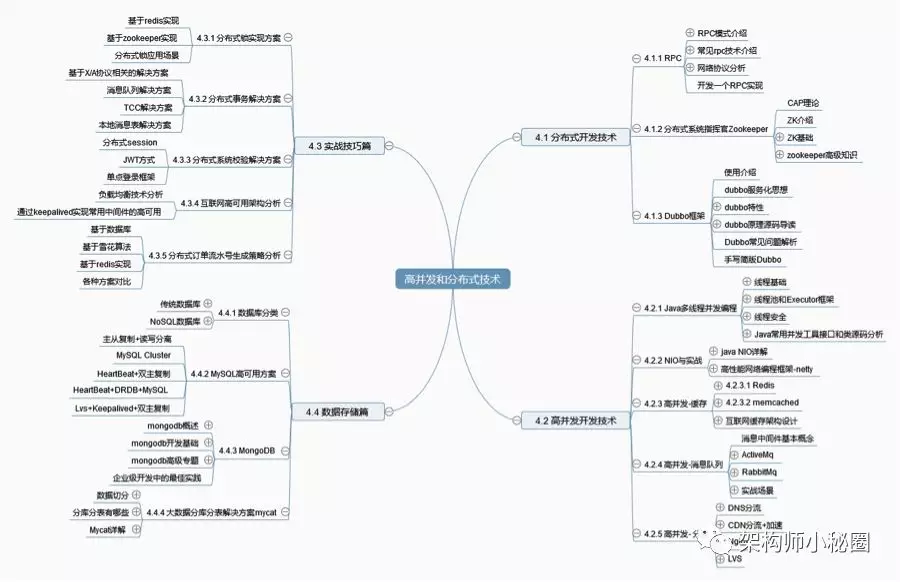 高并发和分布式技术
4.1 分布式开发技术
4.1.1 RPC
RPC模式介绍
常见rpc技术介绍
网络协议分析
开发一个RPC实现
4.1.2 分布式系统指挥官Zookeeper
CAP理论
ZK介绍
ZK基础
zookeeper高级知识
4.1.3 Dubbo框架
使用介绍
dubbo服务化思想
dubbo特性
dubbo原理源码导读
Dubbo常见问题解析
手写简版Dubbo
4.2 高并发开发技术
4.2.1 Java多线程并发编程
线程基础
线程池和Executor框架
线程安全
Java常用并发工具接口和类源码分析
4.2.2 NIO与实战
java NIO详解
高性能网络编程框架-netty
4.2.3 高并发-缓存
4.2.3.1 Redis
4.2.3.2 memcached
互联网缓存架构设计
4.2.4 高并发-消息队列
消息中间件基本概念
ActiveMq
RabbitMq
实战场景
4.2.5 高并发-分
DNS分流
CDN分流+加速
LVS
4.3 实战技巧篇
4.3.1 分布式锁实现方案
基于redis实现
基于zookeeper实现
分布式锁应用场景
4.3.2 分布式事务解决方案
基于X/A协议相关的解决方案
消息队列解决方案
TCC解决方案
本地消息表解决方案
4.3.3 分布式系统校验解决方案
分布式session
JWT方式
单点登录框架
4.3.4 互联网高可用架构分析
负载均衡技术分析
通过keepalived实现常用中间件的高可用
4.3.5 分布式订单流水号生成策略分析
基于数据库
基于雪花算法
基于redis实现
各种方案对比
4.4 数据存储篇
4.4.1 数据库分类
传统数据库
NoSQL数据库
4.4.2 MySQL高可用方案
主从复制+读写分离
MySQL Cluster
HeartBeat+双主复制
HeartBeat+DRDB+MySQL
Lvs+Keepalived+双主复制
4.4.3 MongoDB
mongodb概述
mongodb开发基础
mongodb高级专题
企业级开发中的最佳实践
4.4.4 大数据分库分表解决方案mycat
数据切分
分库分表有哪些
Mycat详解
架构师小秘圈